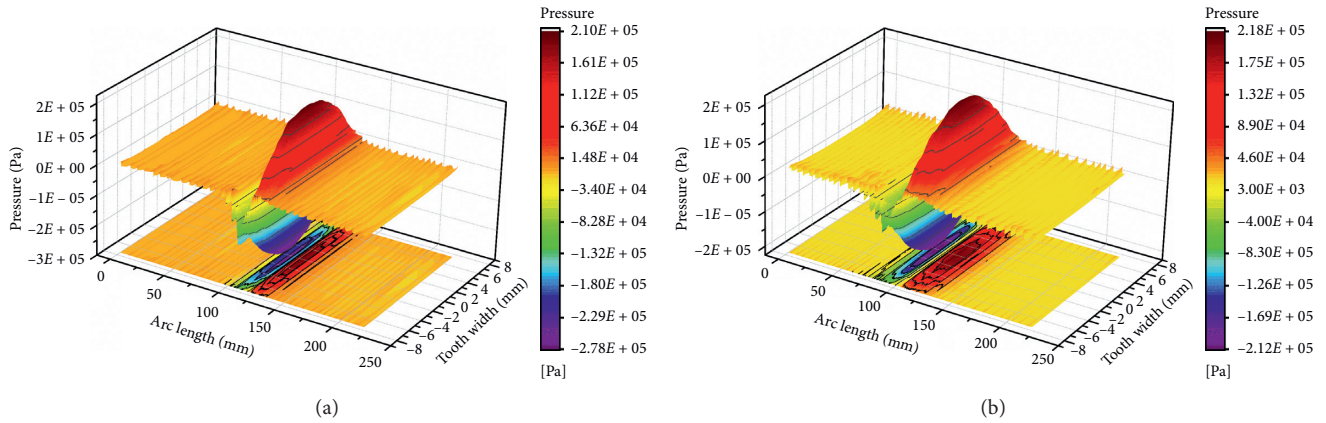 Pressure
2.10E + 05
1.61E + 05
1.12E + 05
6.36E + 04
1.48E + 04
−3.40E + 04
−8.28E + 04
−1.32E + 05
−1.80E + 05
−2.29E + 05
−2.78E + 05
[Pa]
2E + 05
1E + 05
0E + 00
−1E − 05
−2E + 05
−3E + 05
Pressure (Pa)
0
50
100
150
200
250
Arc length (mm)
−8
−6
−4
−2
0
2
4
6
8
Tooth width (mm)
(a)
Pressure
2.18E + 05
1.75E + 05
1.32E + 05
8.90E + 04
4.60E + 04
3.00E + 03
−4.00E + 04
−8.30E + 04
−1.26E + 05
−1.69E + 05
−2.12E + 05
[Pa]
2E + 05
1E + 05
0E + 00
−1E + 05
−2E + 05
Pressure (Pa)
0
50
100
150
200
250
Arc length (mm)
−8
−6
−4
−2
0
2
4
6
8
Tooth width (mm)
(b)